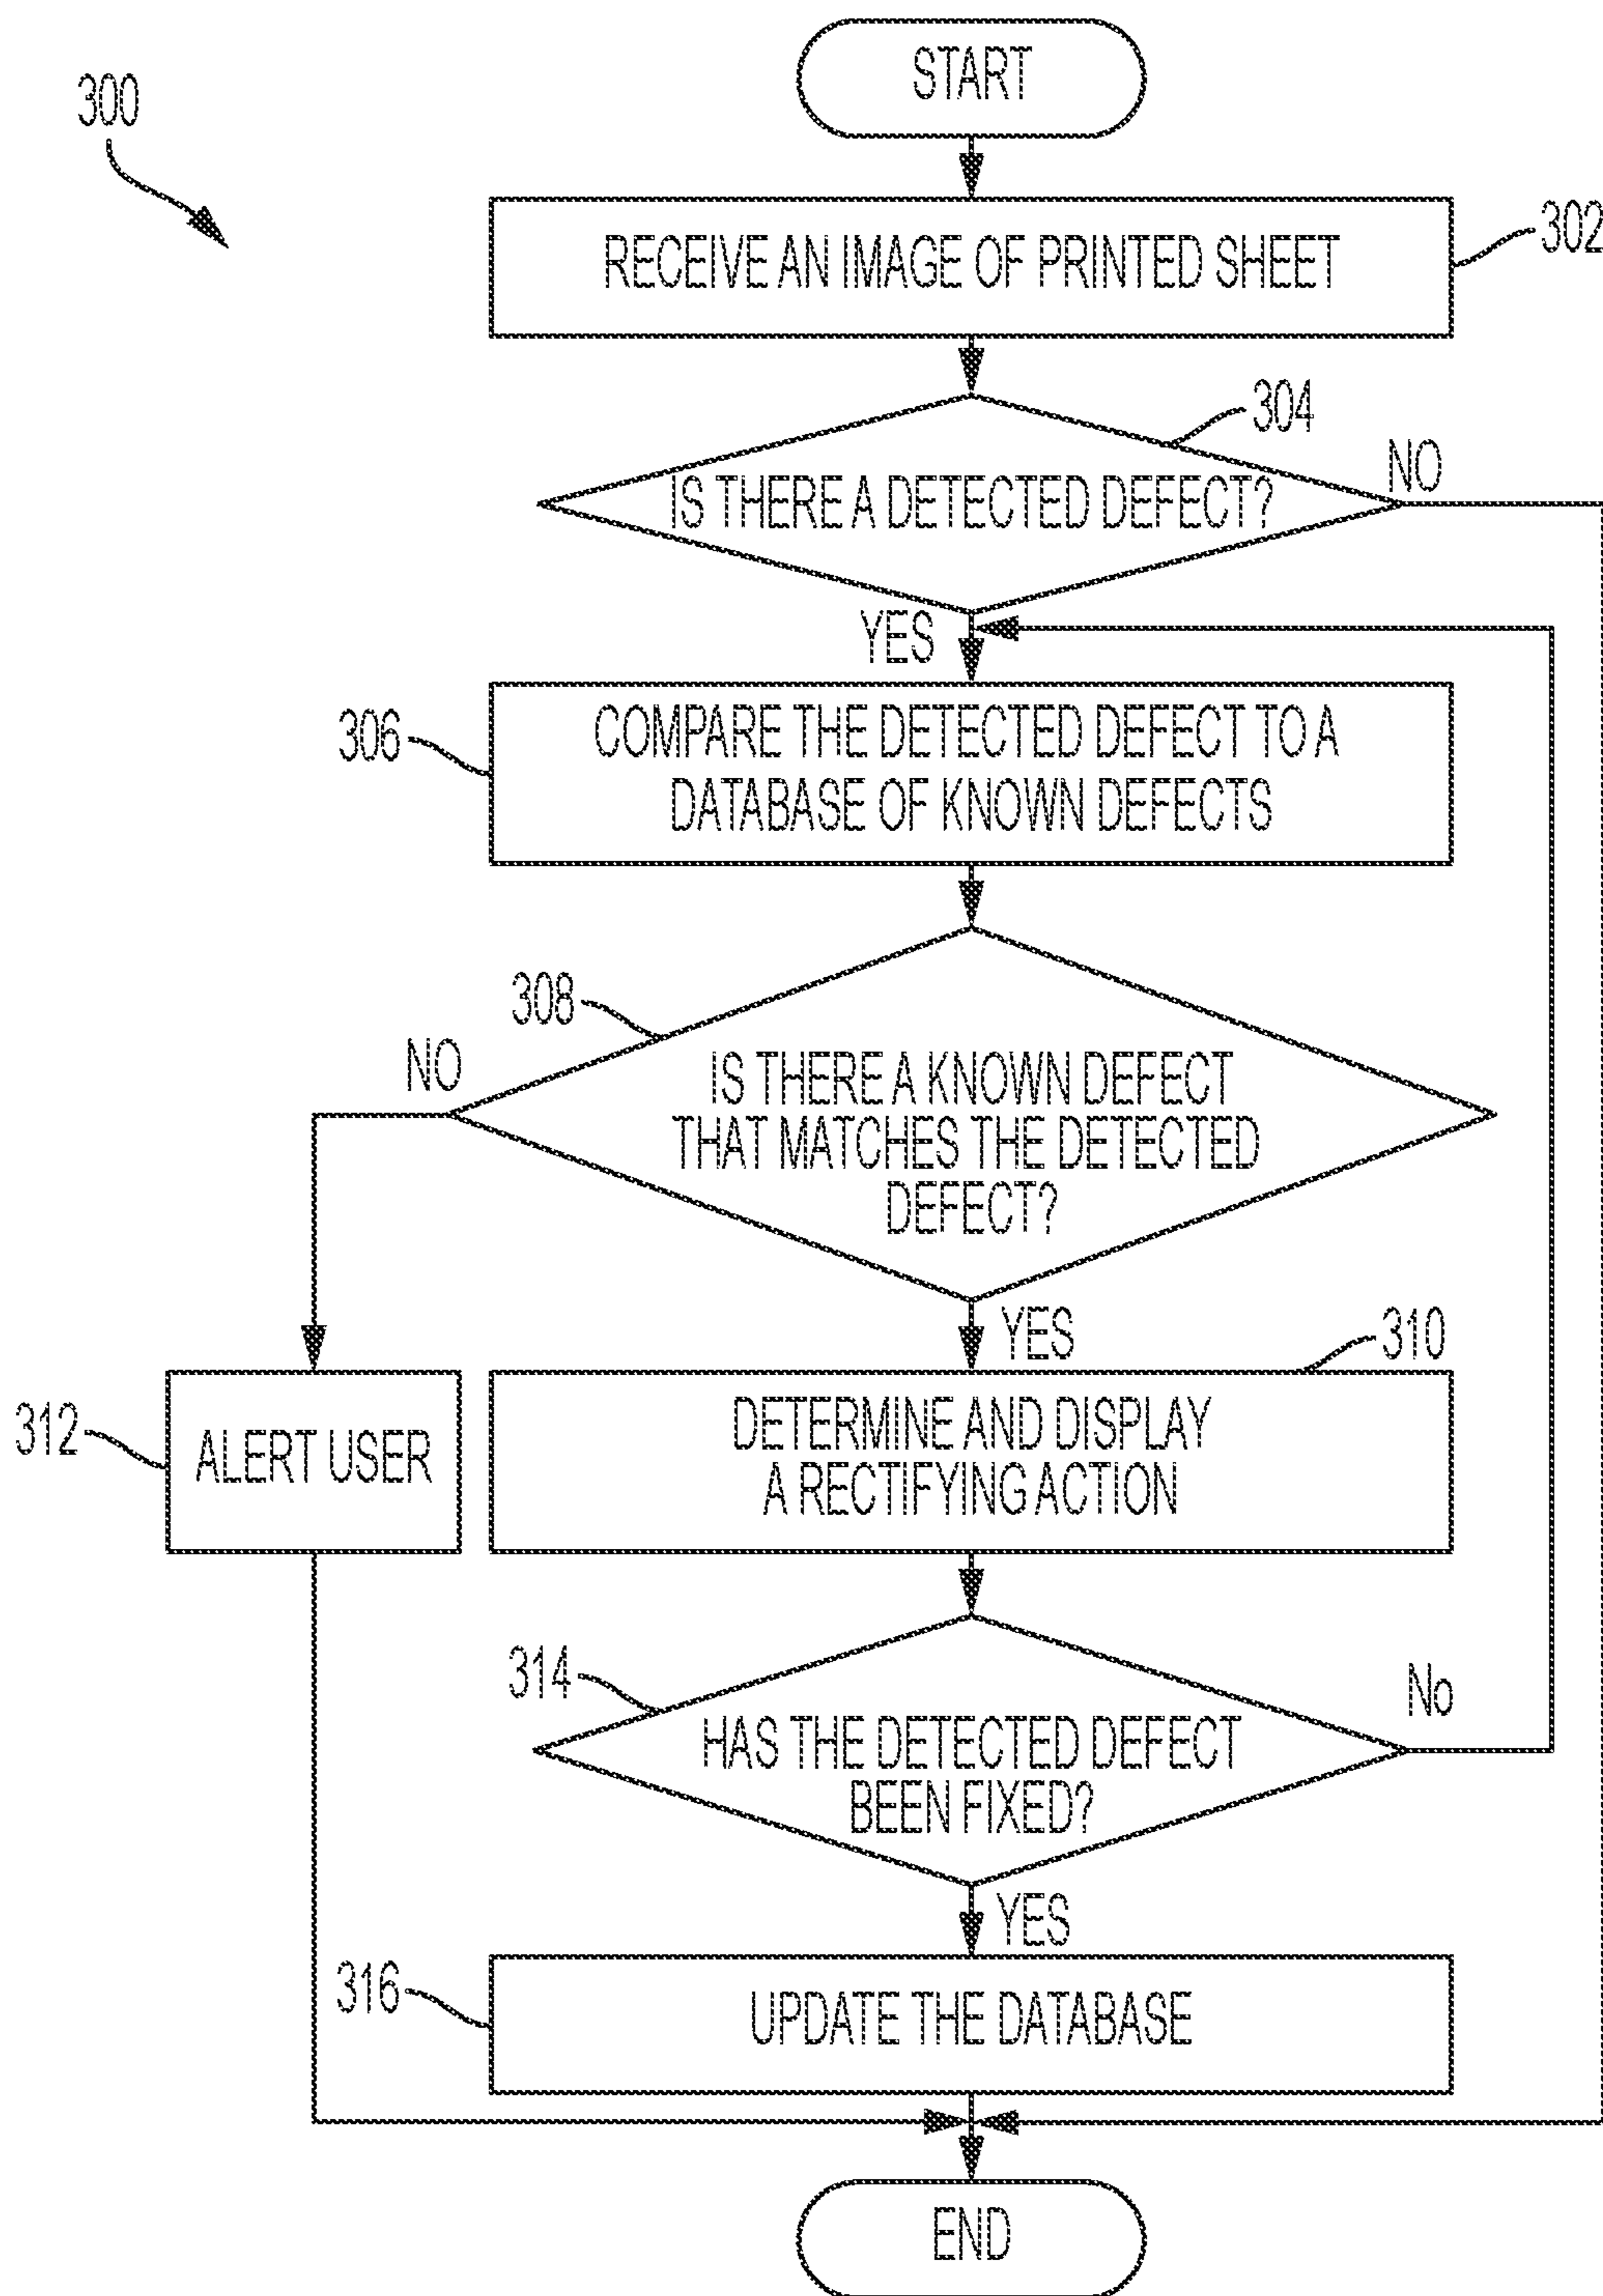 START
300
RECEIVE AN IMAGE OF PRINTED SHEET
302
304
NO
IS THERE A DETECTED DEFECT?
YES
306
COMPARE THE DETECTED DEFECT TO A
DATABASE OF KNOWN DEFECTS
308
NO
IS THERE A KNOWN DEFECT
THAT MATCHES THE DETECTED
DEFECT?
YES
310
312
ALERT USER
DETERMINE AND DISPLAY
A RECTIFYING ACTION
314
No
HAS THE DETECTED DEFECT
BEEN FIXED?
YES
316
UPDATE THE DATABASE
END